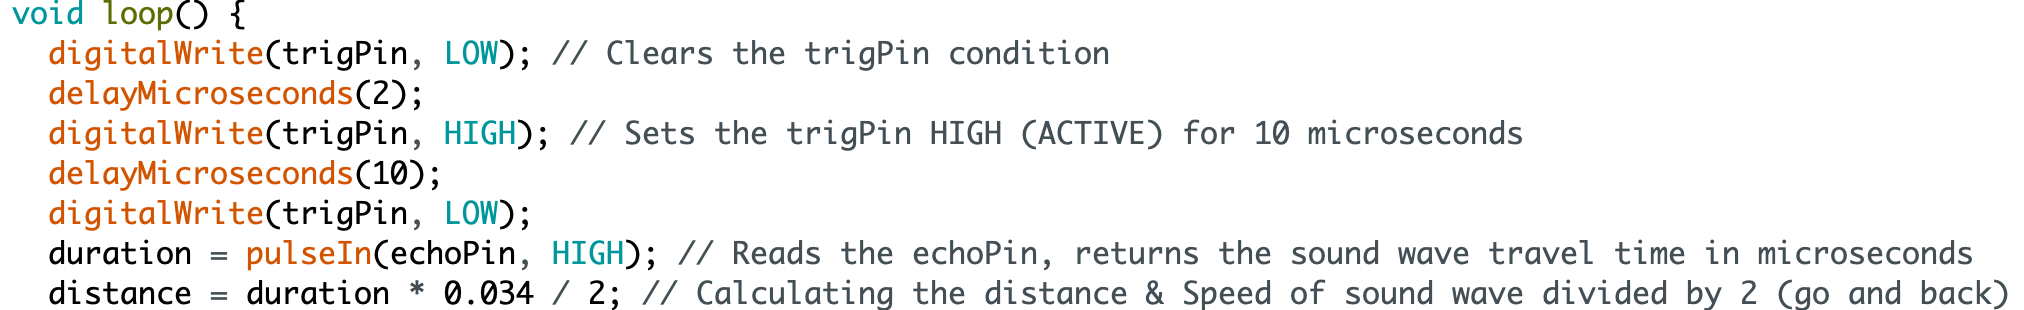 void loop() {
  digitalWrite(trigPin, LOW); // Clears the trigPin condition
  delayMicroseconds(2);
  digitalWrite(trigPin, HIGH); // Sets the trigPin HIGH (ACTIVE) for 10 microseconds
  delayMicroseconds(10);
  digitalWrite(trigPin, LOW);
  duration = pulseIn(echoPin, HIGH); // Reads the echoPin, returns the sound wave travel time in microseconds
  distance = duration * 0.034 / 2; // Calculating the distance & Speed of sound wave divided by 2 (go and back)